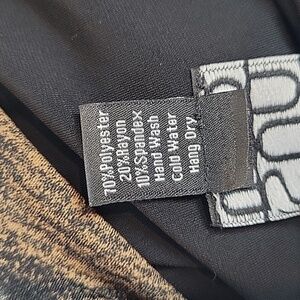 70%Polyester
20%Rayon
10%Spandex
Hand Wash
Cold Water
Hang Dry